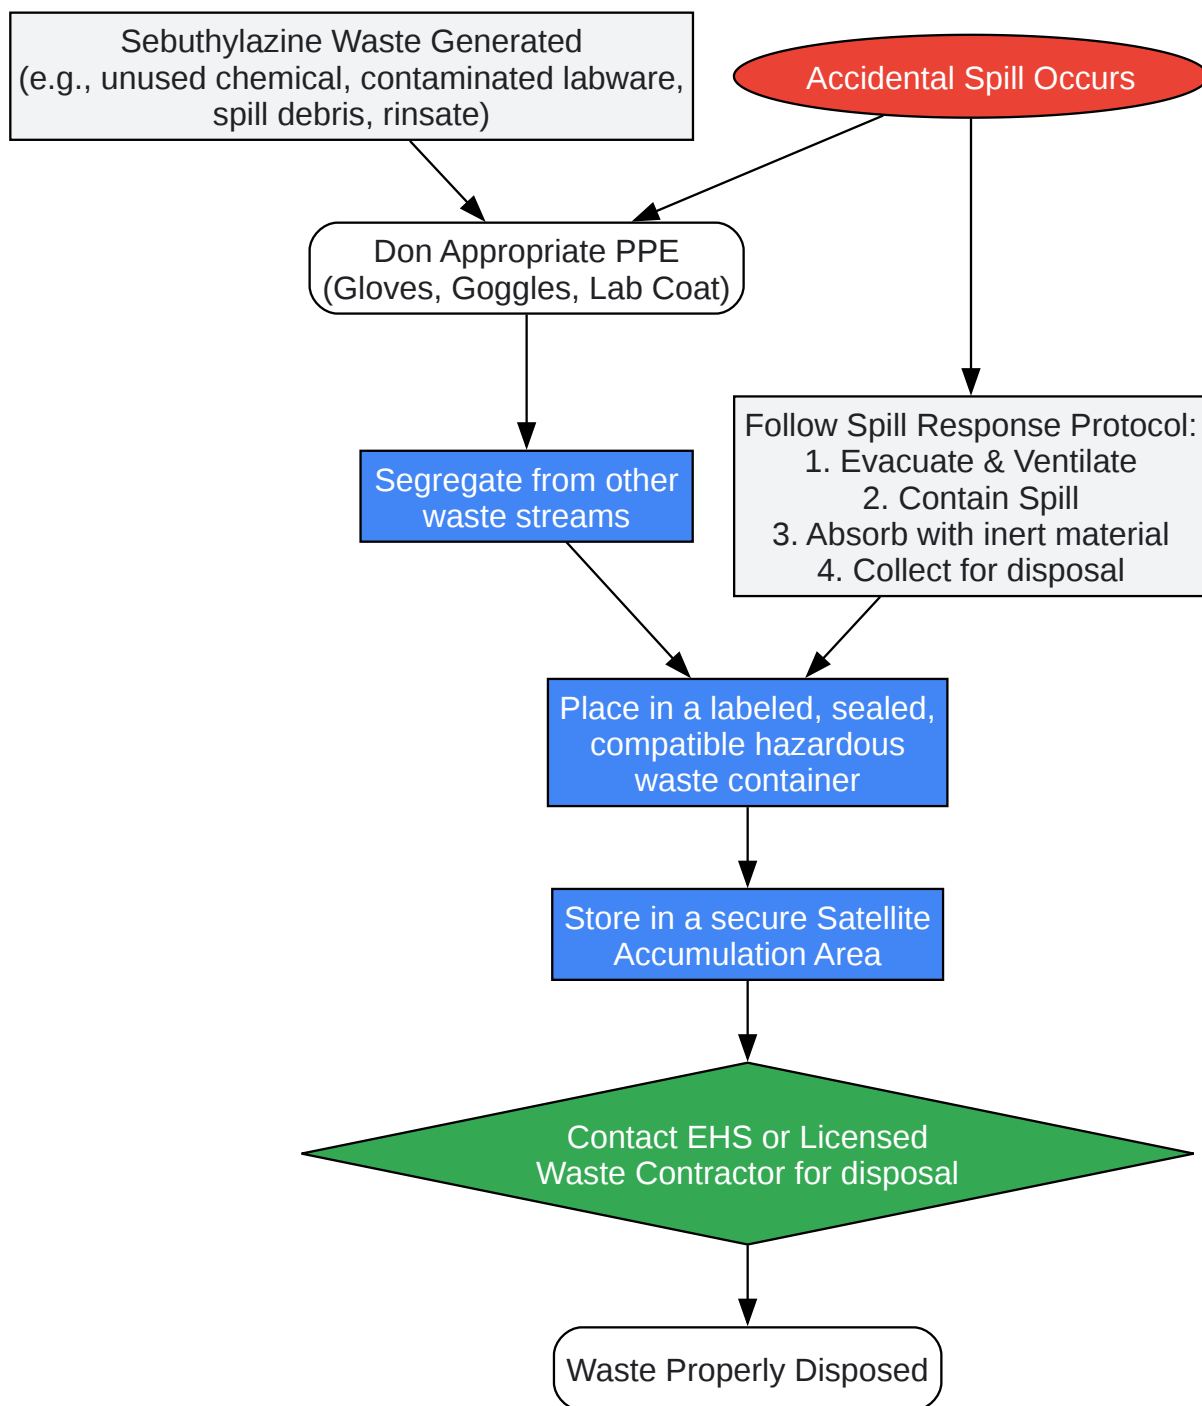 Sebuthylazine Waste Generated
(e.g., unused chemical, contaminated labware,
spill debris, rinsate)
Accidental Spill Occurs
Don Appropriate PPE
(Gloves, Goggles, Lab Coat)
Segregate from other
waste streams
Follow Spill Response Protocol:
1. Evacuate & Ventilate
2. Contain Spill
3. Absorb with inert material
4. Collect for disposal
Place in a labeled, sealed,
compatible hazardous
waste container
Store in a secure Satellite
Accumulation Area
Contact EHS or Licensed
Waste Contractor for disposal
Waste Properly Disposed